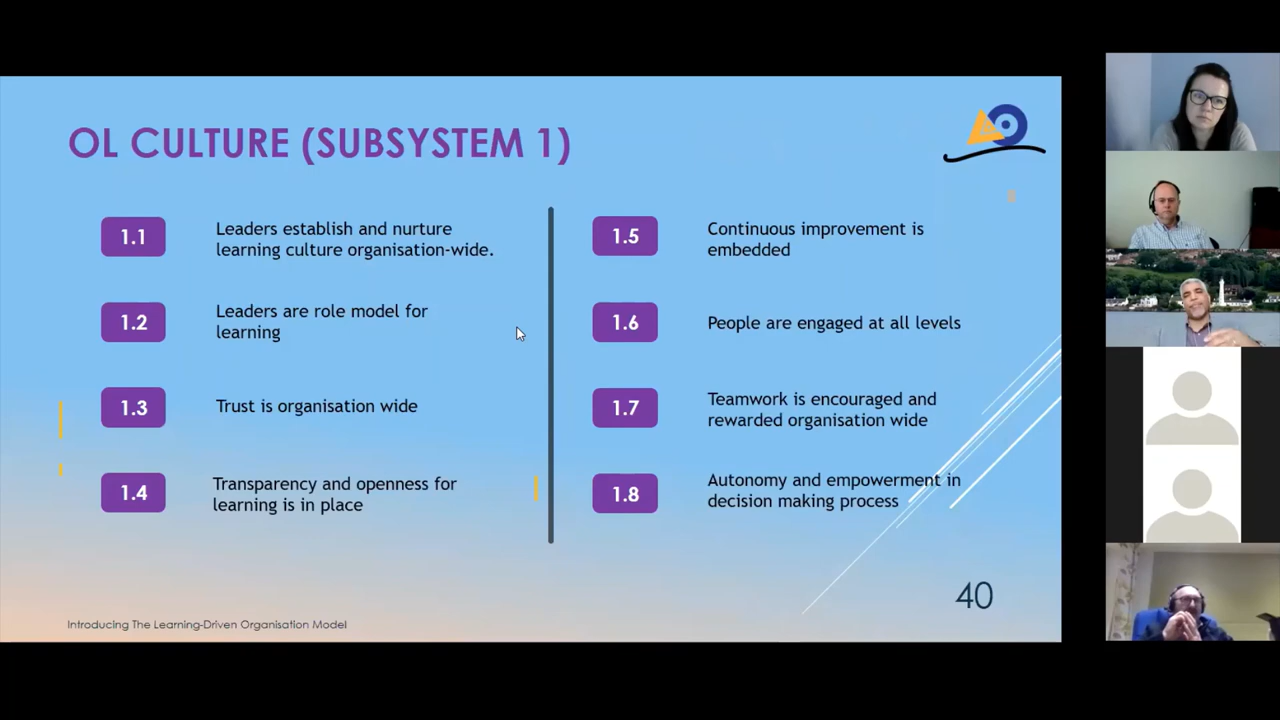 OL CULTURE (SUBSYSTEM 1)
1.1
Leaders establish and nurture
learning culture organisation-wide.
1.2
Leaders are role model for
learning
1.3
Trust is organisation wide
1.4
Transparency and openness for
learning is in place
1.5
Continuous improvement is
embedded
1.6
People are engaged at all levels
1.7
Teamwork is encouraged and
rewarded organisation wide
1.8
Autonomy and empowerment in
decision making process
40
Introducing The Learning-Driven Organisation Model